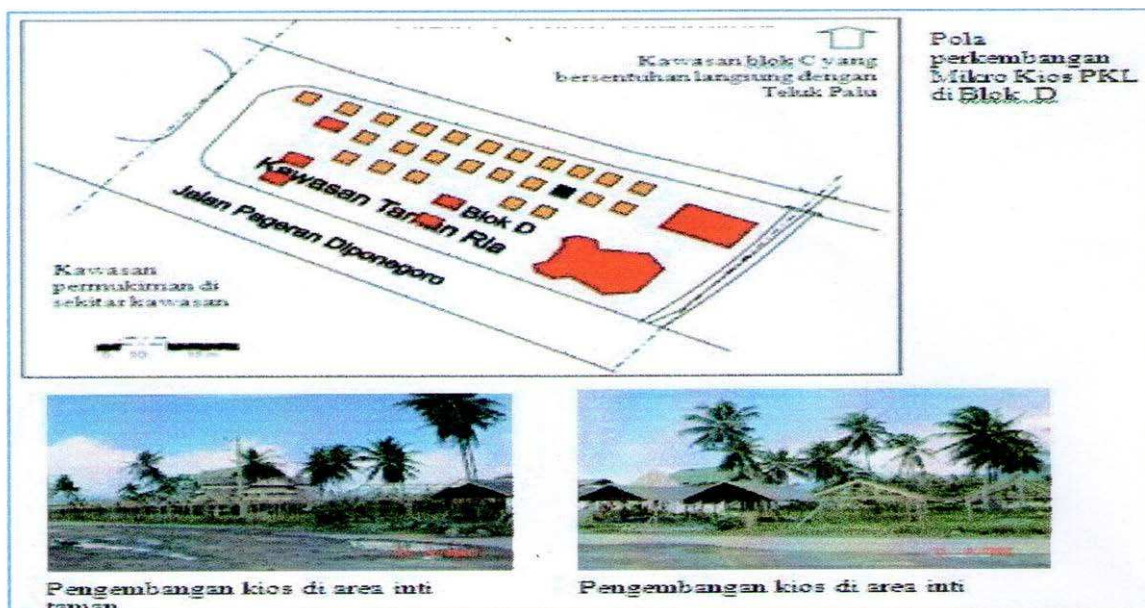 Kawasan blok C yang
bersentuhan langsung dengan
Teluk Palu
Pola
perkembangan
Mikro Kios PKL
di Blok D
Kawasan Taman Ria
Blok D
Jalan Pageran Diponegoro
Kawasan
permukiman di
sekitar kawasan
Pengembangan kios di area inti
taman
Pengembangan kios di area inti